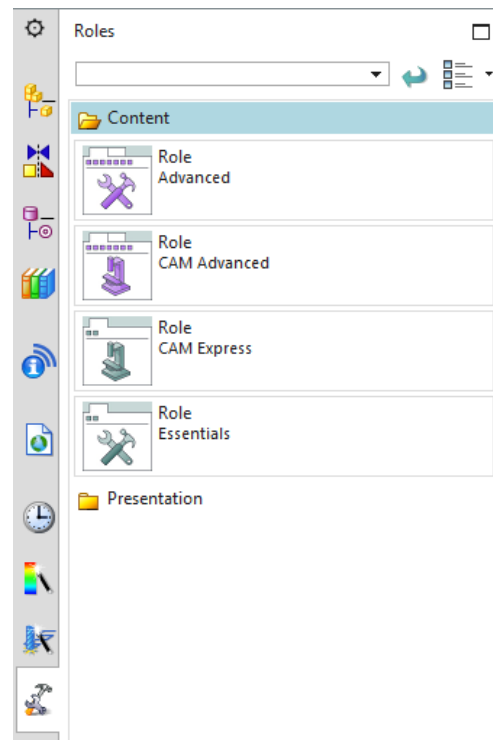 Roles
Content
Role
Advanced
Role
CAM Advanced
Role
CAM Express
Role
Essentials
Presentation